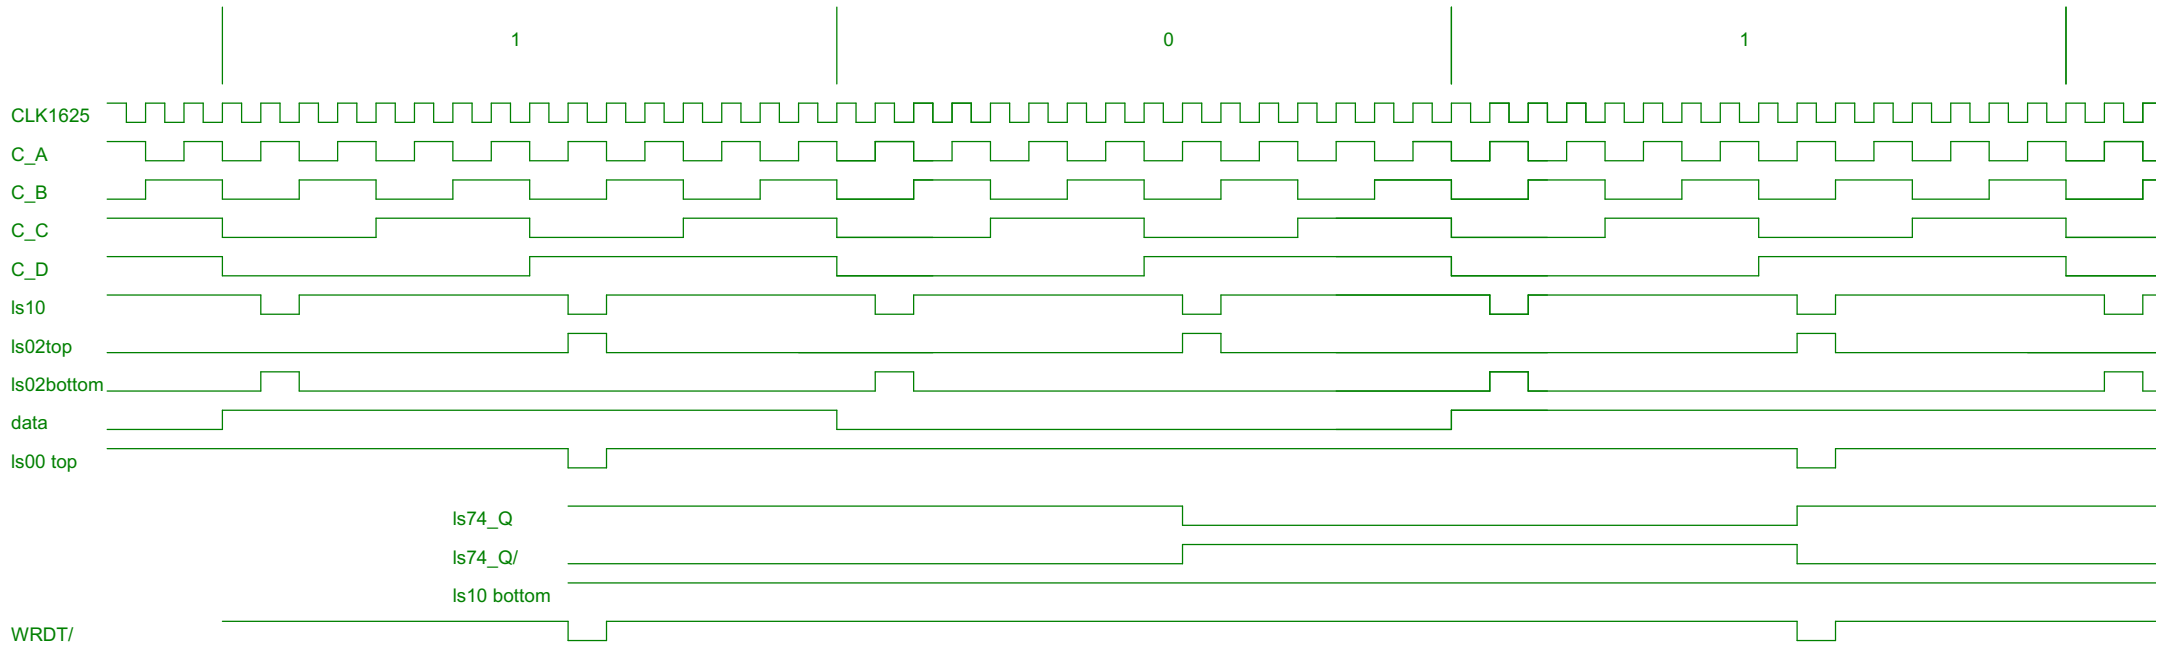 1 0 1
CLK1625
C_A
C_B
C_C
C_D
ls10
ls02top
ls02bottom
data
ls00 top
ls74_Q
ls74_Q/
ls10 bottom
WRDT/